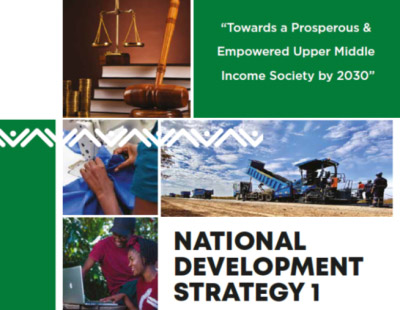 “Towards a Prosperous &
Empowered Upper Middle
Income Society by 2030”
NATIONAL
DEVELOPMENT
STRATEGY 1